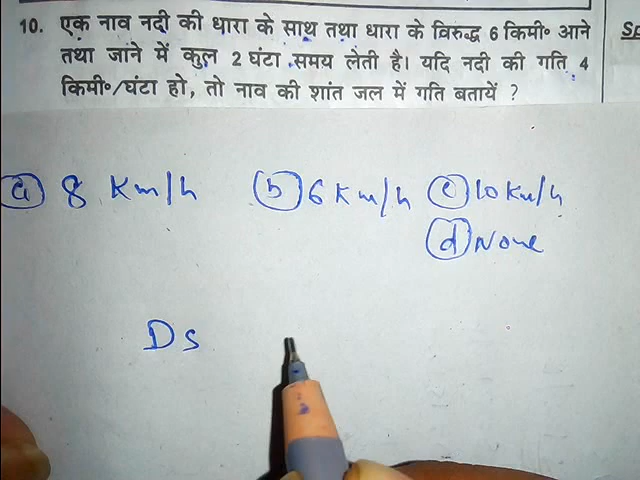 10. एक नाव नदी की धारा के साथ तथा धारा के विरुद्ध 6 किमी॰ आने
तथा जाने में कुल 2 घंटा समय लेती है। यदि नदी की गति 4
किमी॰/घंटा हो, तो नाव की शांत जल में गति बतायें ?
(a) 8 Km/h (b) 6 Km/h (c) 10 Km/h
(d) None
Ds